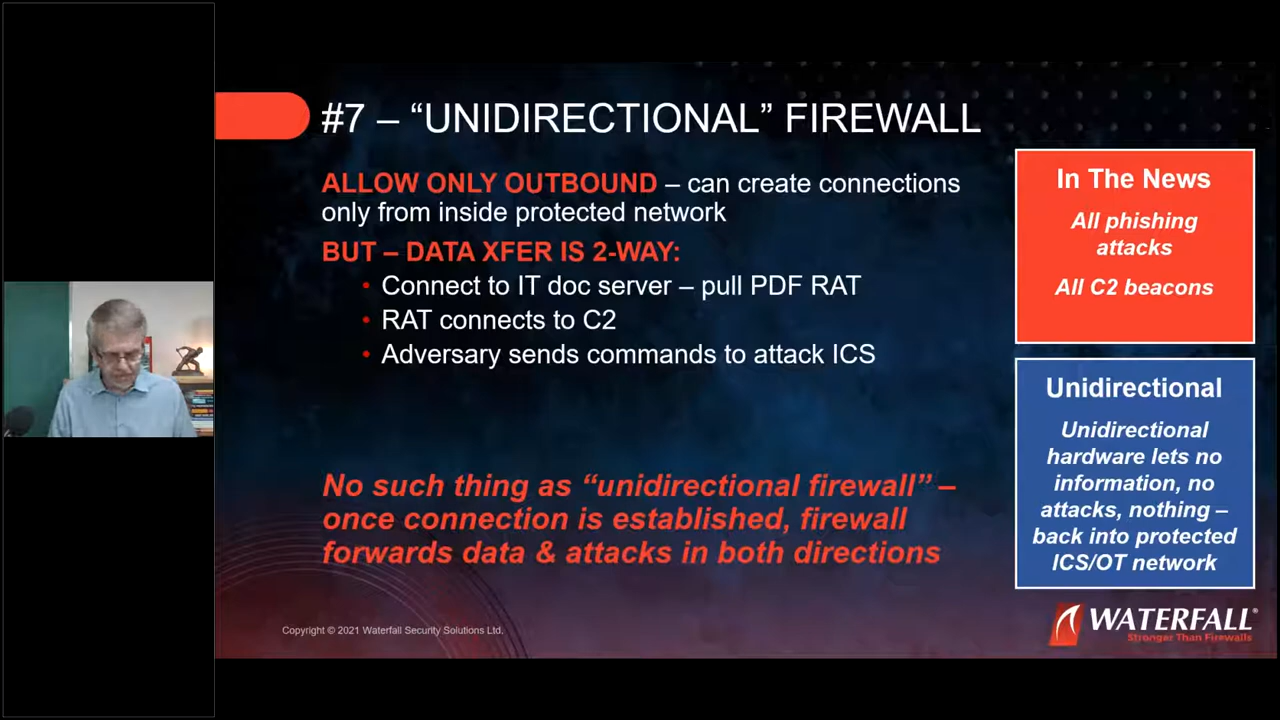 #7 – “UNIDIRECTIONAL” FIREWALL
ALLOW ONLY OUTBOUND – can create connections
only from inside protected network
BUT – DATA XFER IS 2-WAY:
• Connect to IT doc server – pull PDF RAT
• RAT connects to C2
• Adversary sends commands to attack ICS
No such thing as “unidirectional firewall” –
once connection is established, firewall
forwards data & attacks in both directions
In The News
All phishing
attacks
All C2 beacons
Unidirectional
Unidirectional
hardware lets no
information, no
attacks, nothing –
back into protected
ICS/OT network
Copyright © 2021 Waterfall Security Solutions Ltd.
WATERFALL®
Stronger Than Firewalls